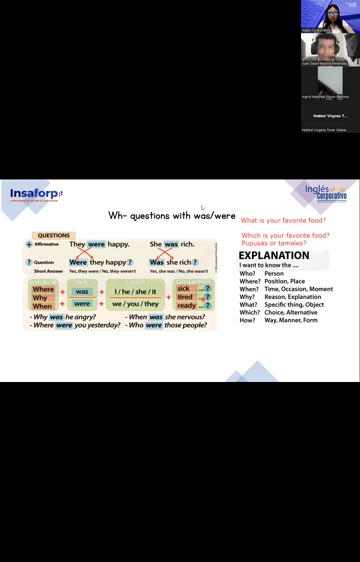 Hebbel Virginia T...
Insaforp
Inglés
Corporativo
Wh- questions with was/were
What is your favorite food?
Which is your favorite food?
Pupusas or tamales?
QUESTIONS
+ Affirmative They were happy. She was rich.
? Question Were they happy? Was she rich?
Short Answer Yes, they were / No, they weren't Yes, she was / No, she wasn't
Where
Why
When
+ was + I / he / she / it +
+ were + we / you / they +
sick ...?
tired ...?
ready ...?
- Why was he angry? - When was she nervous?
- Where were you yesterday? - Who were those people?
EXPLANATION
I want to know the ....
Who? Person
Where? Position, Place
When? Time, Occasion, Moment
Why? Reason, Explanation
What? Specific thing, Object
Which? Choice, Alternative
How? Way, Manner, Form